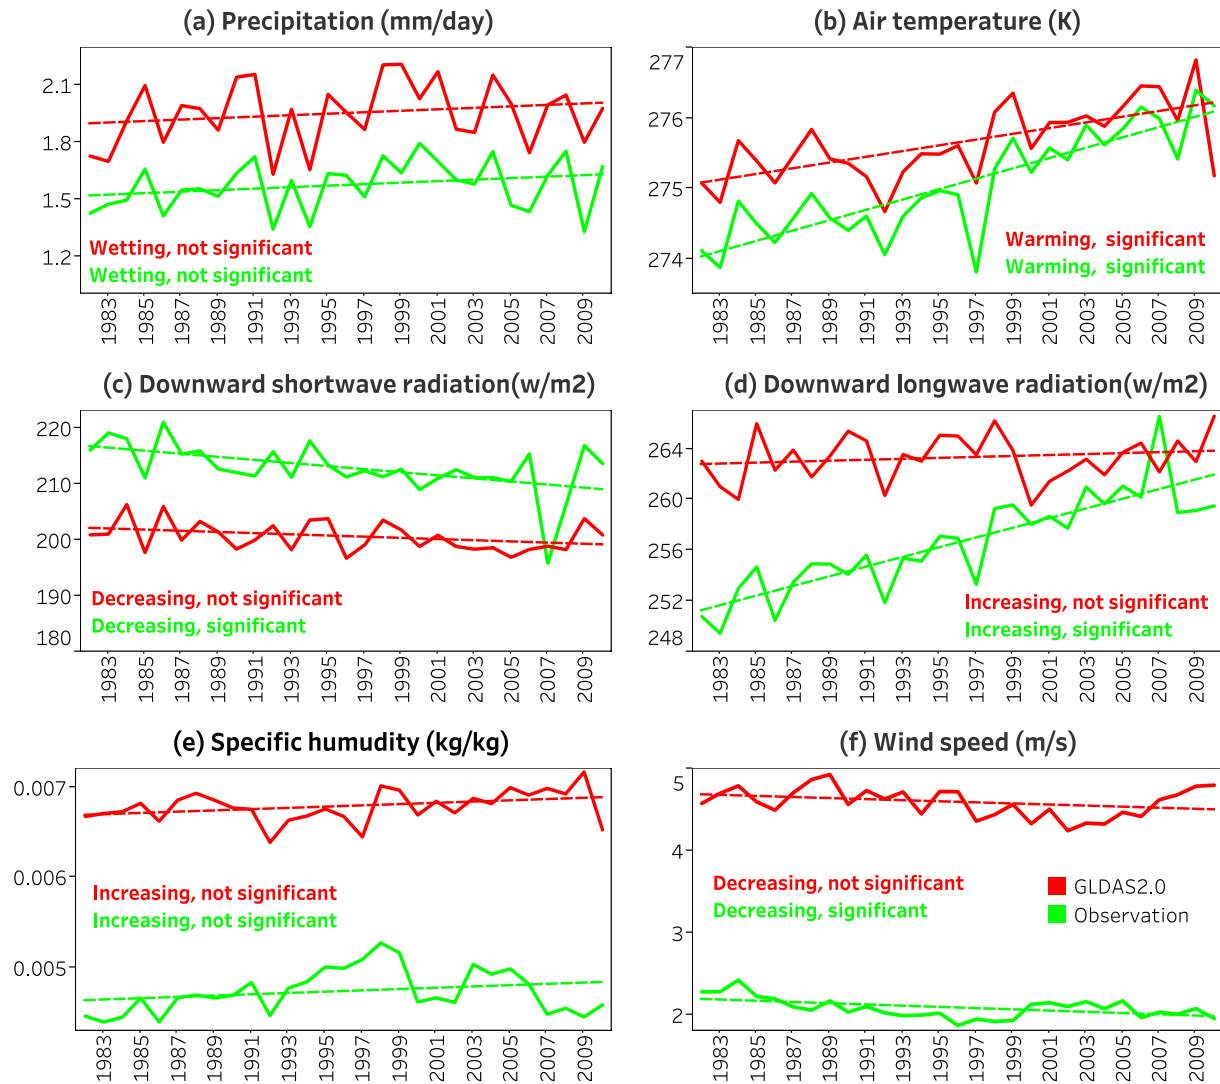 (a) Precipitation (mm/day)
2.1
1.8
1.5
1.2
Wetting, not significant
Wetting, not significant
1983 1985 1987 1989 1991 1993 1995 1997 1999 2001 2003 2005 2007 2009
(b) Air temperature (K)
277
276
275
274
Warming, significant
Warming, significant
1983 1985 1987 1989 1991 1993 1995 1997 1999 2001 2003 2005 2007 2009
(c) Downward shortwave radiation(w/m2)
220
210
200
190
180
Decreasing, not significant
Decreasing, significant
1983 1985 1987 1989 1991 1993 1995 1997 1999 2001 2003 2005 2007 2009
(d) Downward longwave radiation(w/m2)
264
260
256
252
248
Increasing, not significant
Increasing, significant
1983 1985 1987 1989 1991 1993 1995 1997 1999 2001 2003 2005 2007 2009
(e) Specific humudity (kg/kg)
0.007
0.006
0.005
Increasing, not significant
Increasing, not significant
1983 1985 1987 1989 1991 1993 1995 1997 1999 2001 2003 2005 2007 2009
(f) Wind speed (m/s)
5
4
3
2
Decreasing, not significant
Decreasing, significant
GLDAS2.0
Observation
1983 1985 1987 1989 1991 1993 1995 1997 1999 2001 2003 2005 2007 2009